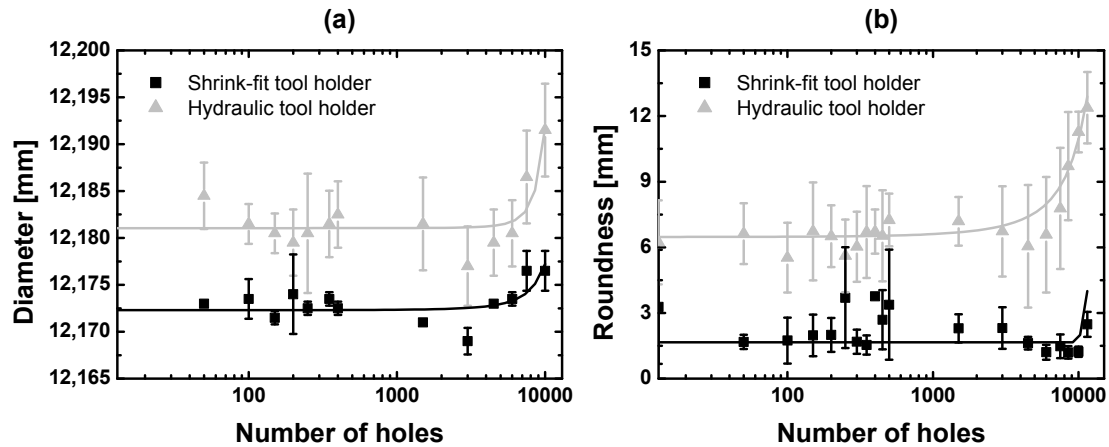 (a)
12,200
12,195
12,190
12,185
12,180
12,175
12,170
12,165
Diameter [mm]
Shrink-fit tool holder
Hydraulic tool holder
100
1000
10000
Number of holes
(b)
15
12
9
6
3
0
Roundness [mm]
Shrink-fit tool holder
Hydraulic tool holder
100
1000
10000
Number of holes